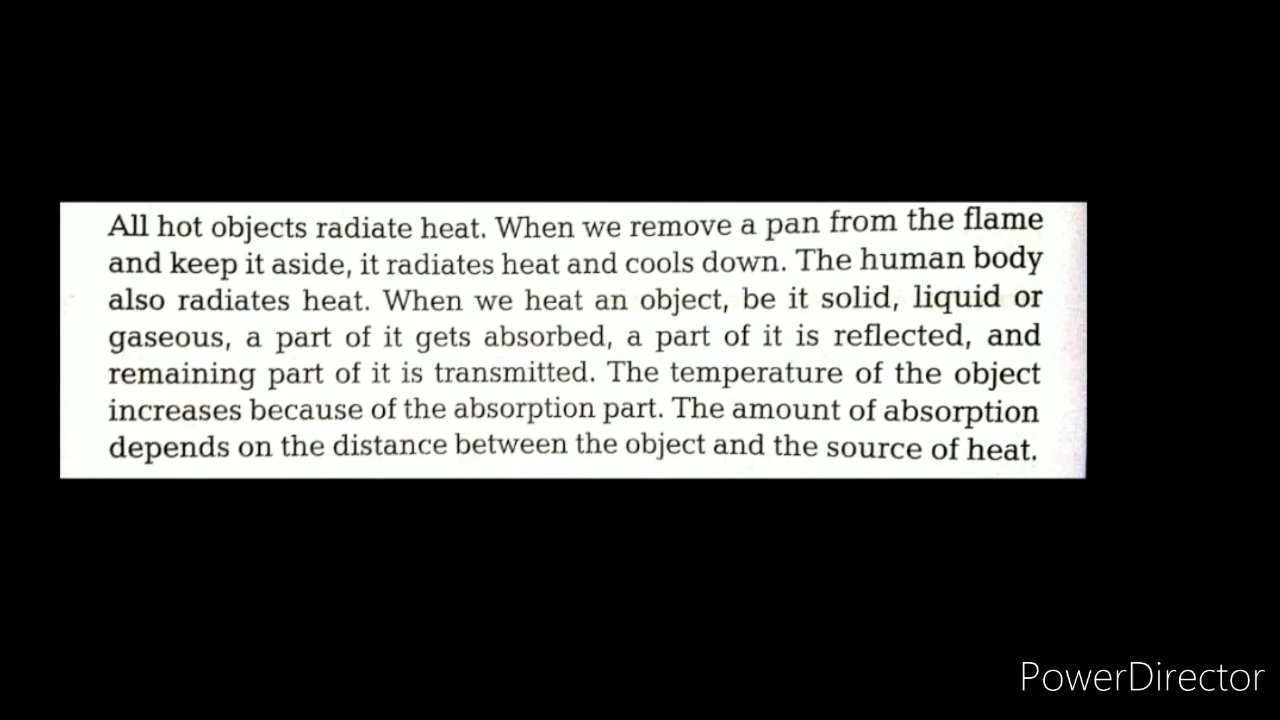 All hot objects radiate heat. When we remove a pan from the flame
and keep it aside, it radiates heat and cools down. The human body
also radiates heat. When we heat an object, be it solid, liquid or
gaseous, a part of it gets absorbed, a part of it is reflected, and
remaining part of it is transmitted. The temperature of the object
increases because of the absorption part. The amount of absorption
depends on the distance between the object and the source of heat.
PowerDirector